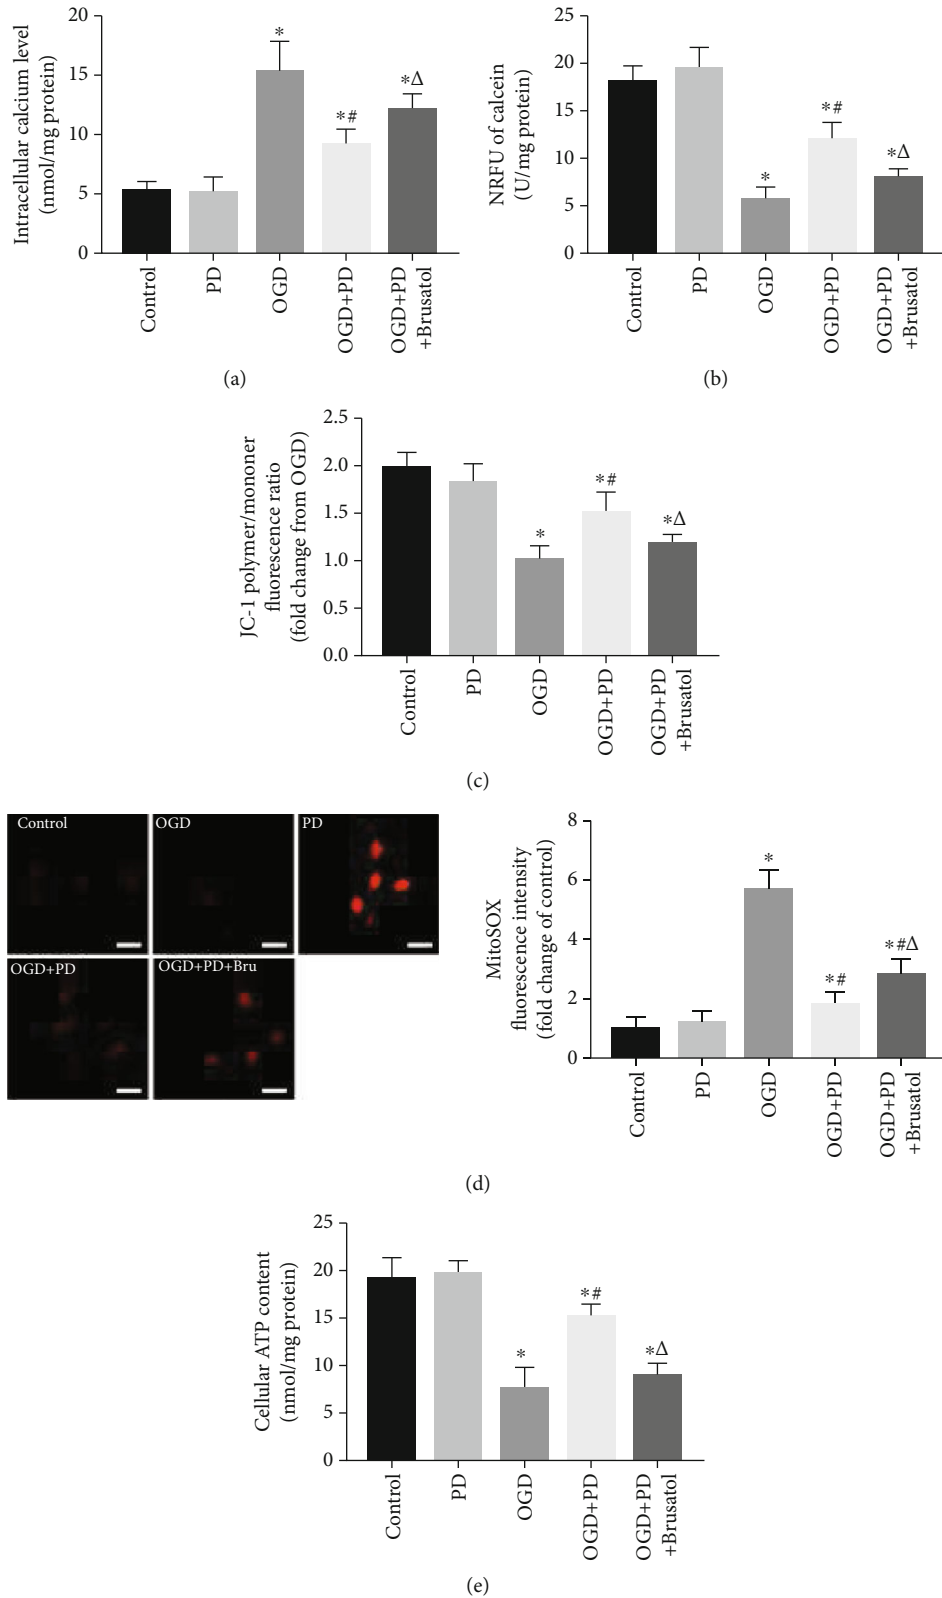 Intracellular calcium level
(nmol/mg protein)
20
15
10
5
0
*
*#
*Δ
Control
PD
OGD
OGD+PD
OGD+PD
+Brusatol
(a)
NRFU of calcein
(U/mg protein)
25
20
15
10
5
0
*
*#
*Δ
Control
PD
OGD
OGD+PD
OGD+PD
+Brusatol
(b)
JC-1 polymer/mononer
fluorescence ratio
(fold change from OGD)
2.5
2.0
1.5
1.0
0.5
0.0
*
*#
*Δ
Control
PD
OGD
OGD+PD
OGD+PD
+Brusatol
(c)
Control
OGD
PD
OGD+PD
OGD+PD+Bru
MitoSOX
fluorescence intensity
(fold change of control)
8
6
4
2
0
*
*#
*#Δ
Control
PD
OGD
OGD+PD
OGD+PD
+Brusatol
(d)
Cellular ATP content
(nmol/mg protein)
25
20
15
10
5
0
*
*#
*Δ
Control
PD
OGD
OGD+PD
OGD+PD
+Brusatol
(e)